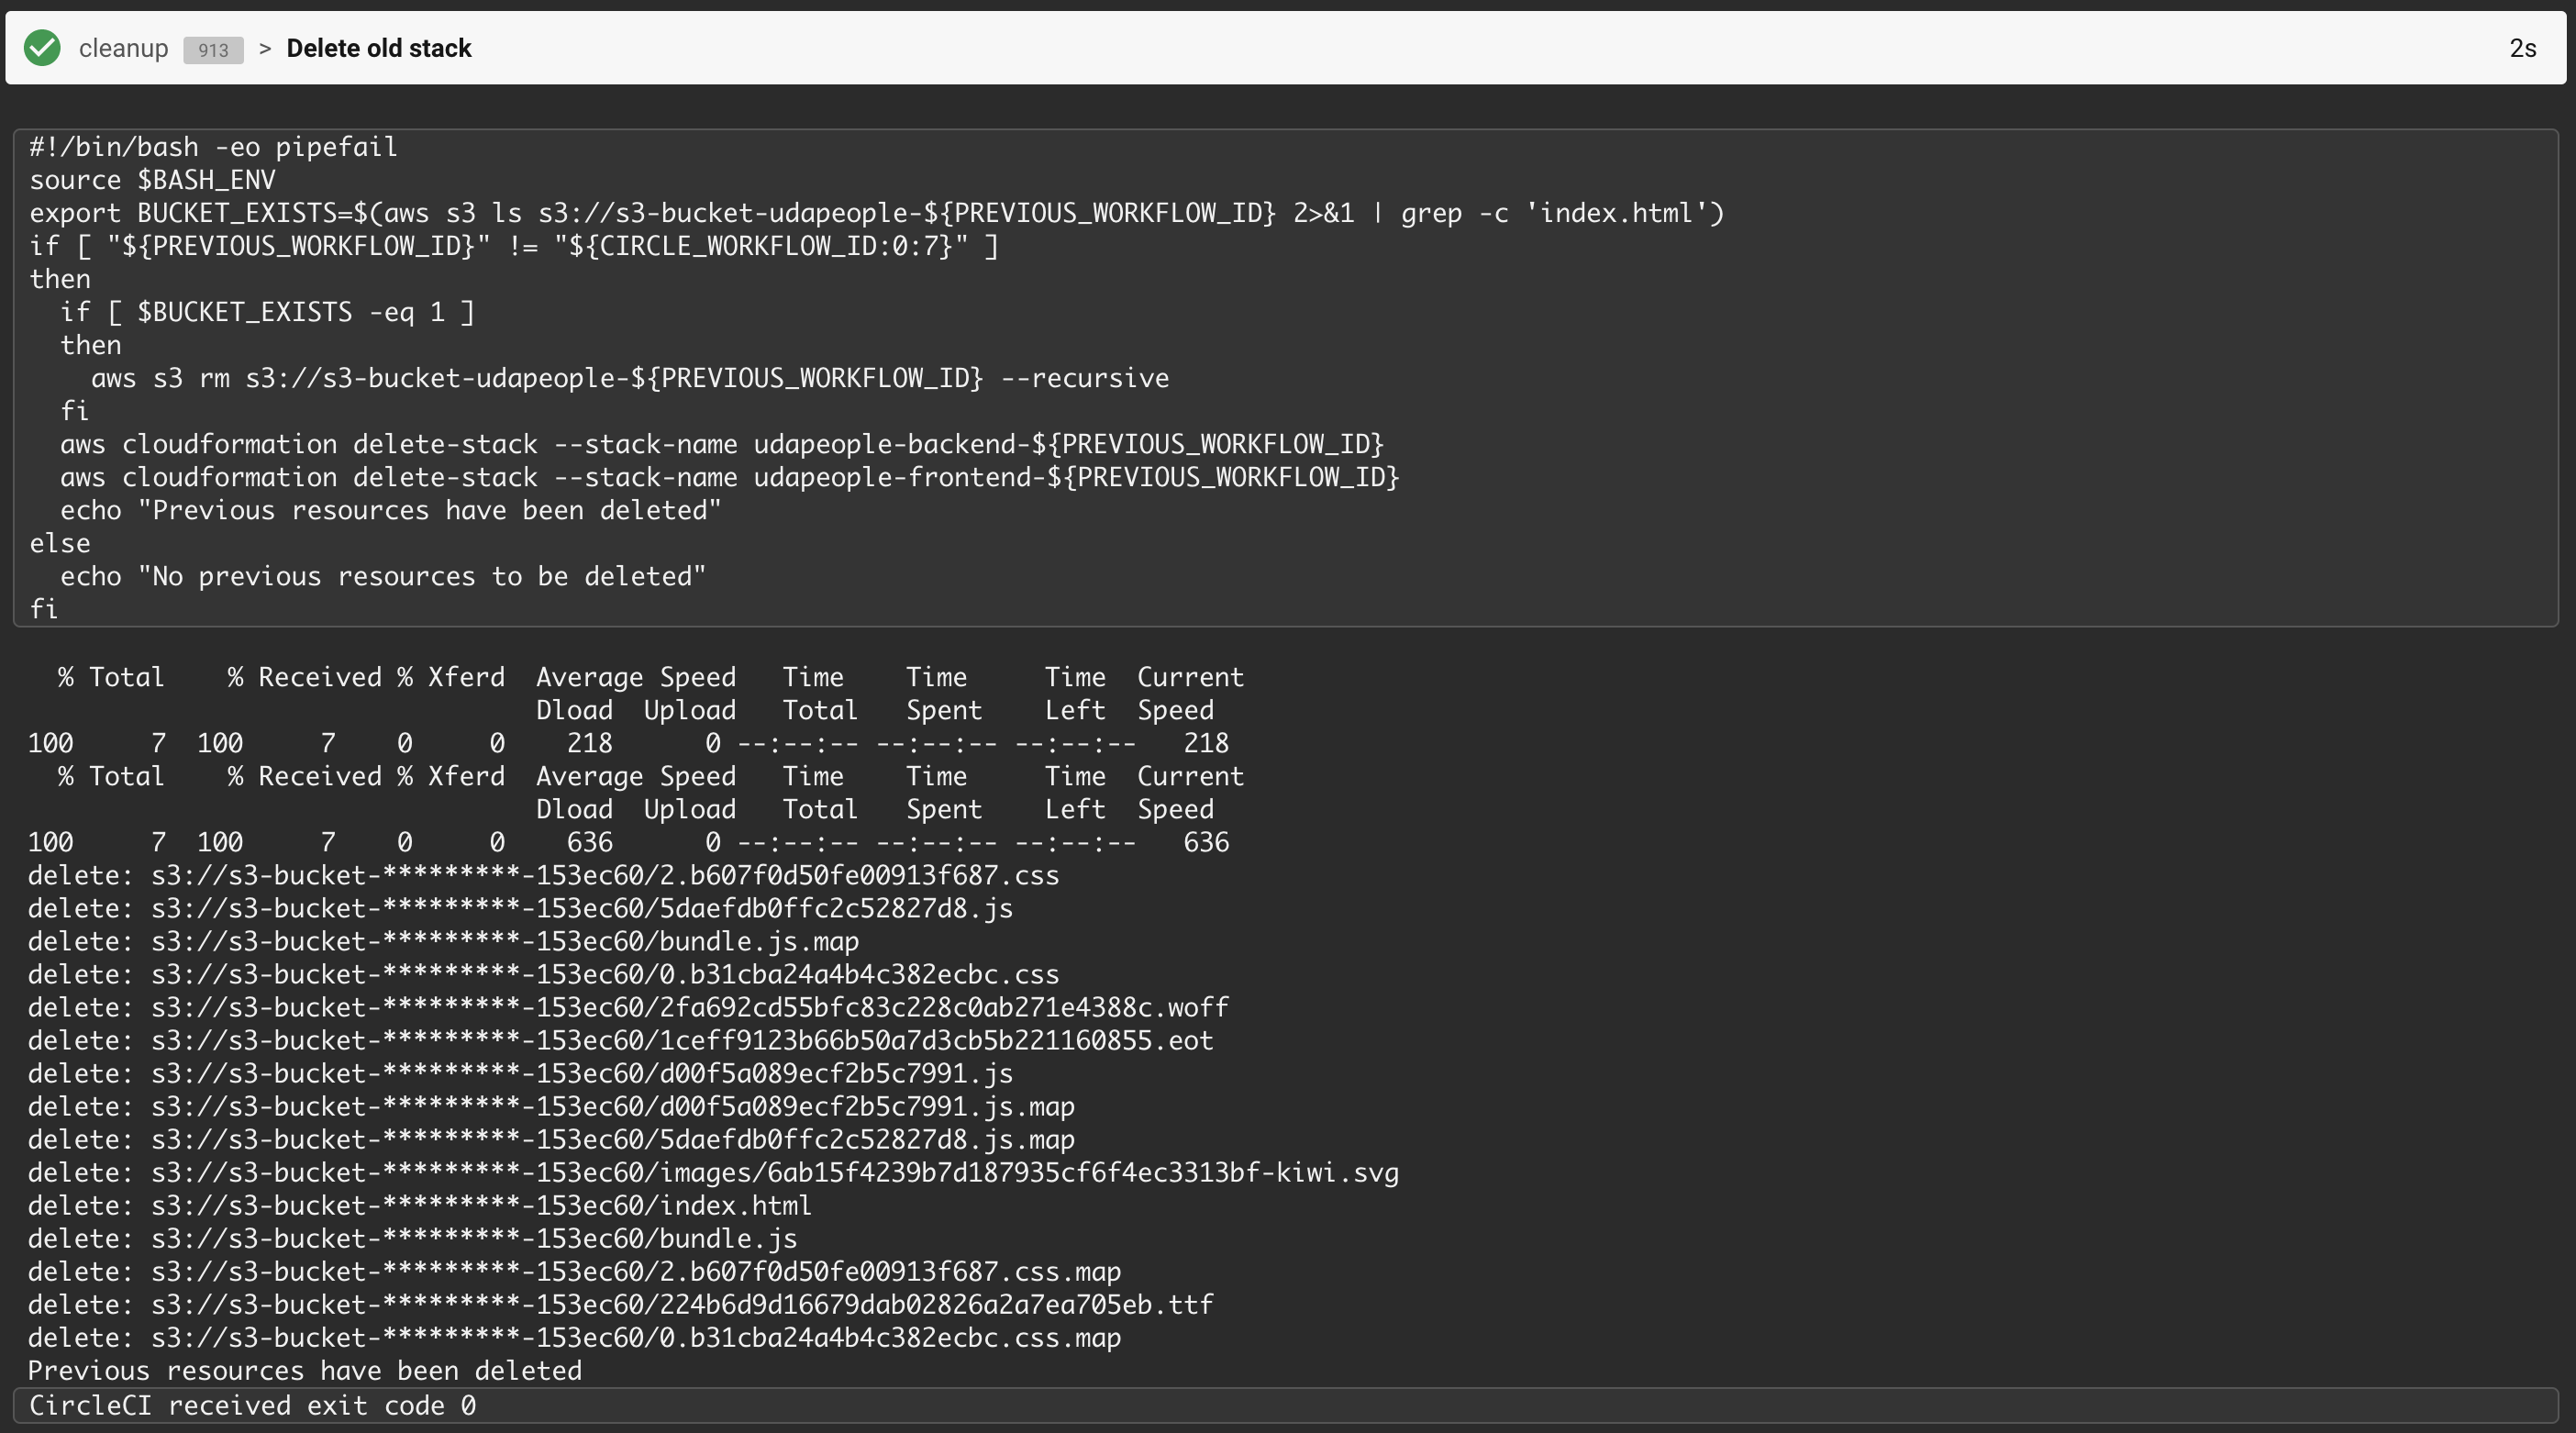 cleanup 913 > Delete old stack 2s
#!/bin/bash -eo pipefail
source $BASH_ENV
export BUCKET_EXISTS=$(aws s3 ls s3://s3-bucket-udapeople-${PREVIOUS_WORKFLOW_ID} 2>&1 | grep -c 'index.html')
if [ "${PREVIOUS_WORKFLOW_ID}" != "${CIRCLE_WORKFLOW_ID:0:7}" ]
then
  if [ $BUCKET_EXISTS -eq 1 ]
  then
    aws s3 rm s3://s3-bucket-udapeople-${PREVIOUS_WORKFLOW_ID} --recursive
  fi
  aws cloudformation delete-stack --stack-name udapeople-backend-${PREVIOUS_WORKFLOW_ID}
  aws cloudformation delete-stack --stack-name udapeople-frontend-${PREVIOUS_WORKFLOW_ID}
  echo "Previous resources have been deleted"
else
  echo "No previous resources to be deleted"
fi
  % Total    % Received % Xferd  Average Speed   Time    Time     Time  Current
                                 Dload  Upload   Total   Spent    Left  Speed
100     7  100     7    0     0    218      0 --:--:-- --:--:-- --:--:--   218
  % Total    % Received % Xferd  Average Speed   Time    Time     Time  Current
                                 Dload  Upload   Total   Spent    Left  Speed
100     7  100     7    0     0    636      0 --:--:-- --:--:-- --:--:--   636
delete: s3://s3-bucket-*********-153ec60/2.b607f0d50fe00913f687.css
delete: s3://s3-bucket-*********-153ec60/5daefdb0ffc2c52827d8.js
delete: s3://s3-bucket-*********-153ec60/bundle.js.map
delete: s3://s3-bucket-*********-153ec60/0.b31cba24a4b4c382ecbc.css
delete: s3://s3-bucket-*********-153ec60/2fa692cd55bfc83c228c0ab271e4388c.woff
delete: s3://s3-bucket-*********-153ec60/1ceff9123b66b50a7d3cb5b221160855.eot
delete: s3://s3-bucket-*********-153ec60/d00f5a089ecf2b5c7991.js
delete: s3://s3-bucket-*********-153ec60/d00f5a089ecf2b5c7991.js.map
delete: s3://s3-bucket-*********-153ec60/5daefdb0ffc2c52827d8.js.map
delete: s3://s3-bucket-*********-153ec60/images/6ab15f4239b7d187935cf6f4ec3313bf-kiwi.svg
delete: s3://s3-bucket-*********-153ec60/index.html
delete: s3://s3-bucket-*********-153ec60/bundle.js
delete: s3://s3-bucket-*********-153ec60/2.b607f0d50fe00913f687.css.map
delete: s3://s3-bucket-*********-153ec60/224b6d9d16679dab02826a2a7ea705eb.ttf
delete: s3://s3-bucket-*********-153ec60/0.b31cba24a4b4c382ecbc.css.map
Previous resources have been deleted
CircleCI received exit code 0